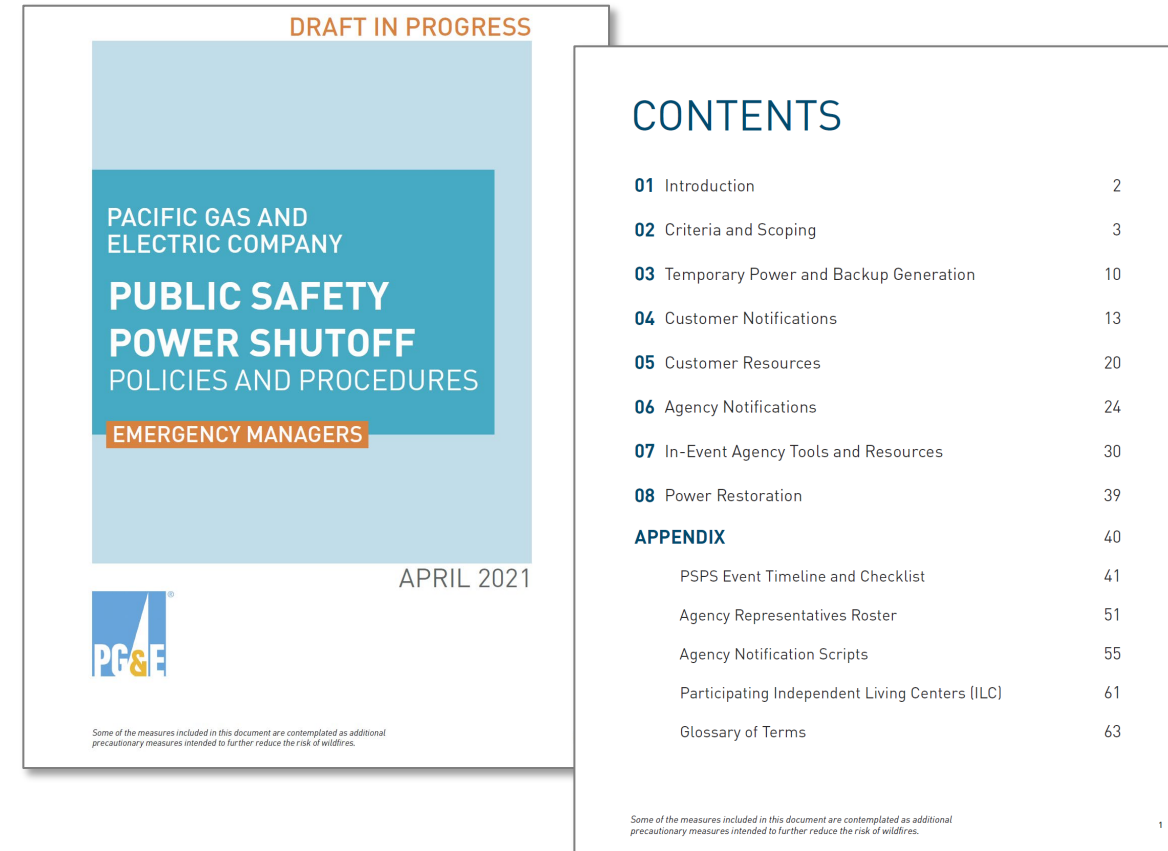 DRAFT IN PROGRESS
PACIFIC GAS AND
ELECTRIC COMPANY
PUBLIC SAFETY
POWER SHUTOFF
POLICIES AND PROCEDURES
EMERGENCY MANAGERS
APRIL 2021
PG&E®
Some of the measures included in this document are contemplated as additional
precautionary measures intended to further reduce the risk of wildfires.
CONTENTS
01 Introduction 2
02 Criteria and Scoping 3
03 Temporary Power and Backup Generation 10
04 Customer Notifications 13
05 Customer Resources 20
06 Agency Notifications 24
07 In-Event Agency Tools and Resources 30
08 Power Restoration 39
APPENDIX 40
PSPS Event Timeline and Checklist 41
Agency Representatives Roster 51
Agency Notification Scripts 55
Participating Independent Living Centers (ILC) 61
Glossary of Terms 63
Some of the measures included in this document are contemplated as additional
precautionary measures intended to further reduce the risk of wildfires.
1